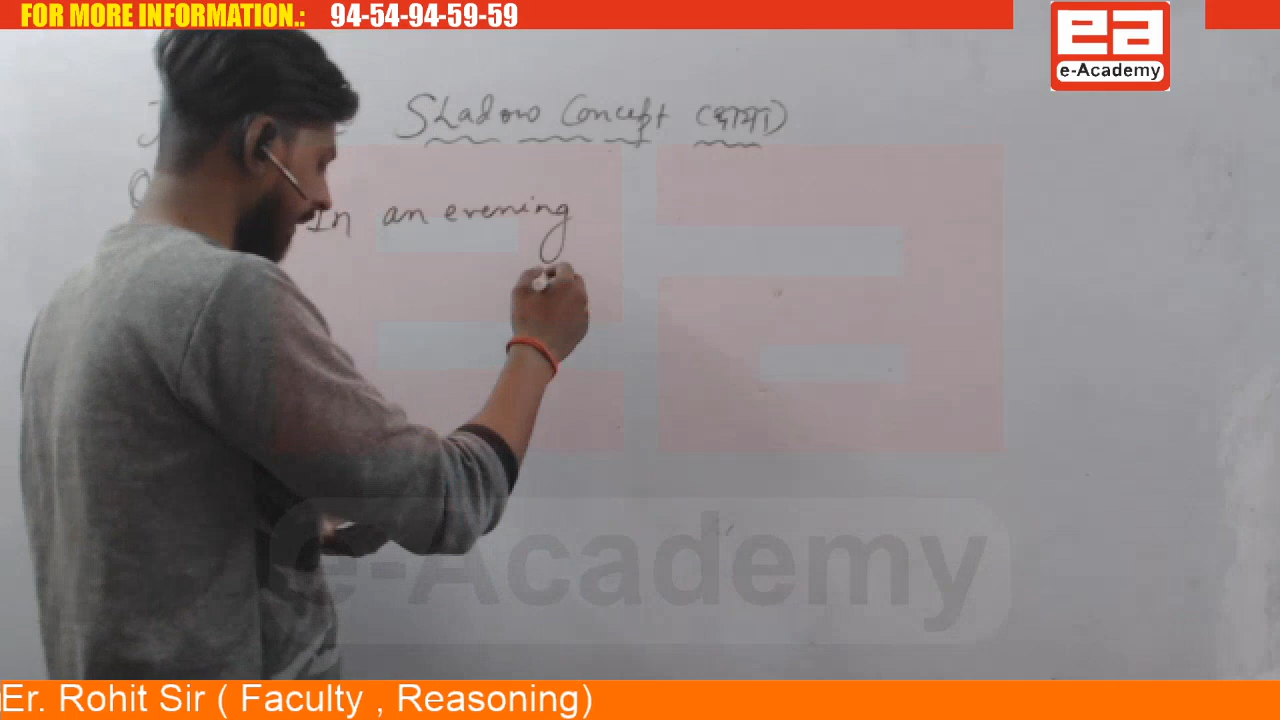 FOR MORE INFORMATION.: 94-54-94-59-59
ea
e-Academy
Shadow Concept (छाया)
In an evening
e-Academy
Er. Rohit Sir ( Faculty , Reasoning)